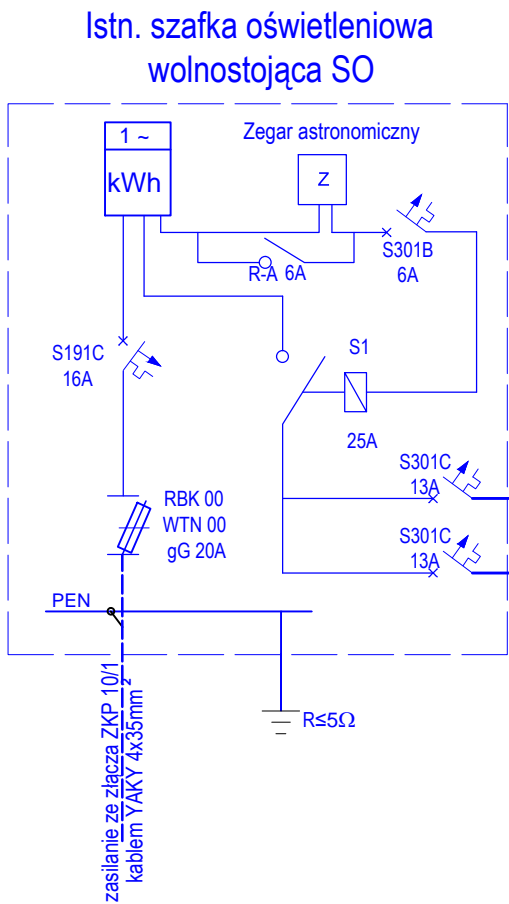 Istn. szafka oświetleniowa
wolnostojąca SO
1 ~
kWh
Zegar astronomiczny
Z
R-A 6A
S301B
6A
S191C
16A
S1
25A
S301C
13A
S301C
13A
RBK 00
WTN 00
gG 20A
PEN
R≤5Ω
zasilanie ze złącza ZKP 10/1
kablem YAKY 4x35mm²